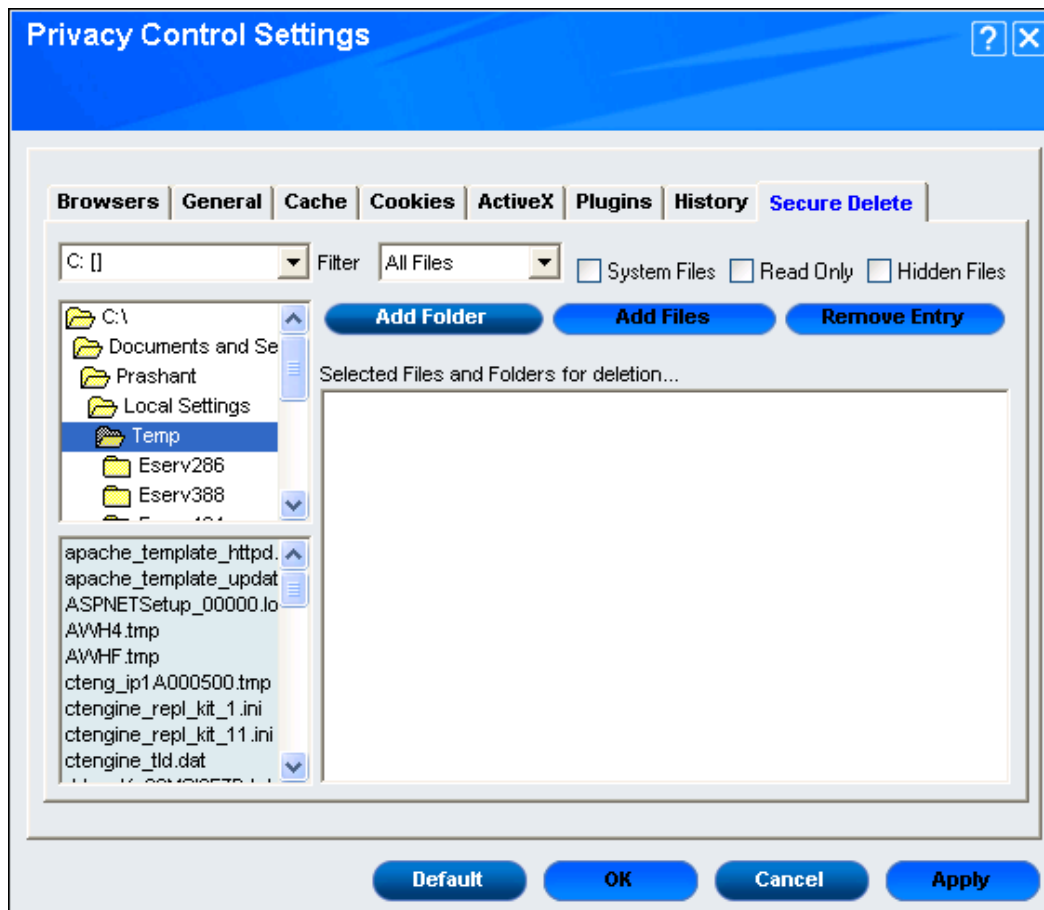 Privacy Control Settings
?
Browsers General Cache Cookies ActiveX Plugins History Secure Delete
C: [] Filter All Files System Files Read Only Hidden Files
Add Folder Add Files Remove Entry
C:\
Documents and Se
Prashant
Local Settings
Temp
Eserv286
Eserv388
Selected Files and Folders for deletion...
apache_template_httpd.
apache_template_updat
ASPNETSetup_00000.lo
AWH4.tmp
AWHF.tmp
cteng_ip1A000500.tmp
ctengine_repl_kit_1.ini
ctengine_repl_kit_11.ini
ctengine_tld.dat
Default OK Cancel Apply